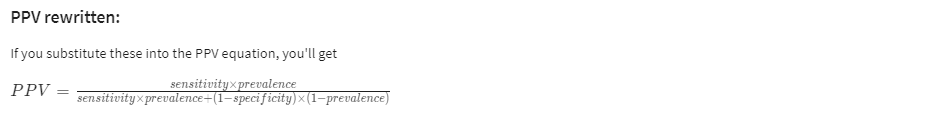 PPV rewritten:
If you substitute these into the PPV equation, you'll get
PPV = \frac{sensitivity×prevalence}{sensitivity×prevalence+(1−specificity)×(1−prevalence)}